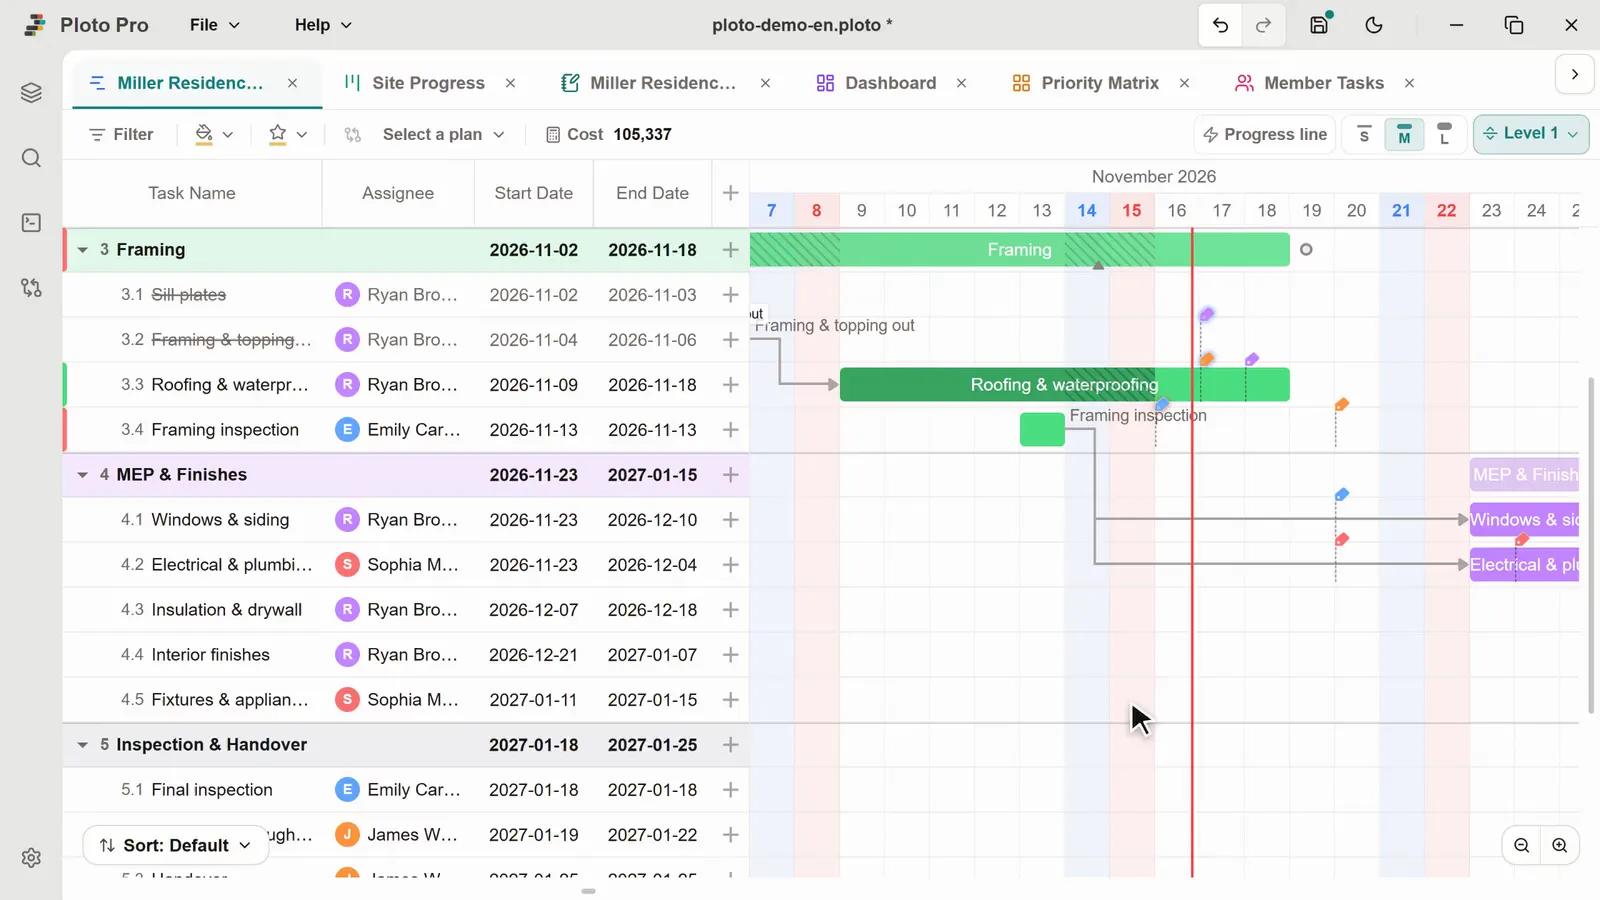 Ploto Pro File Help ploto-demo-en.ploto *
Miller Residenc... Site Progress Miller Residenc... Dashboard Priority Matrix Member Tasks
Filter Select a plan Cost 105,337 Progress line S M L Level 1
Task Name Assignee Start Date End Date
November 2026
7 8 9 10 11 12 13 14 15 16 17 18 19 20 21 22 23 24 2
3 Framing 2026-11-02 2026-11-18 Framing
3.1 Sill plates R Ryan Bro... 2026-11-02 2026-11-03
out
Framing & topping out
3.2 Framing & topping... R Ryan Bro... 2026-11-04 2026-11-06
3.3 Roofing & waterpr... R Ryan Bro... 2026-11-09 2026-11-18 Roofing & waterproofing
Framing inspection
3.4 Framing inspection E Emily Car... 2026-11-13 2026-11-13
4 MEP & Finishes 2026-11-23 2027-01-15 MEP & Finish
4.1 Windows & siding R Ryan Bro... 2026-11-23 2026-12-10 Windows & sid
4.2 Electrical & plumbi... S Sophia M... 2026-11-23 2026-12-04 Electrical & plu
4.3 Insulation & drywall R Ryan Bro... 2026-12-07 2026-12-18
4.4 Interior finishes R Ryan Bro... 2026-12-21 2027-01-07
4.5 Fixtures & applian... S Sophia M... 2027-01-11 2027-01-15
5 Inspection & Handover 2027-01-18 2027-01-25
5.1 Final inspection E Emily Car... 2027-01-18 2027-01-18
Sort: Default ugh... J James W... 2027-01-19 2027-01-22